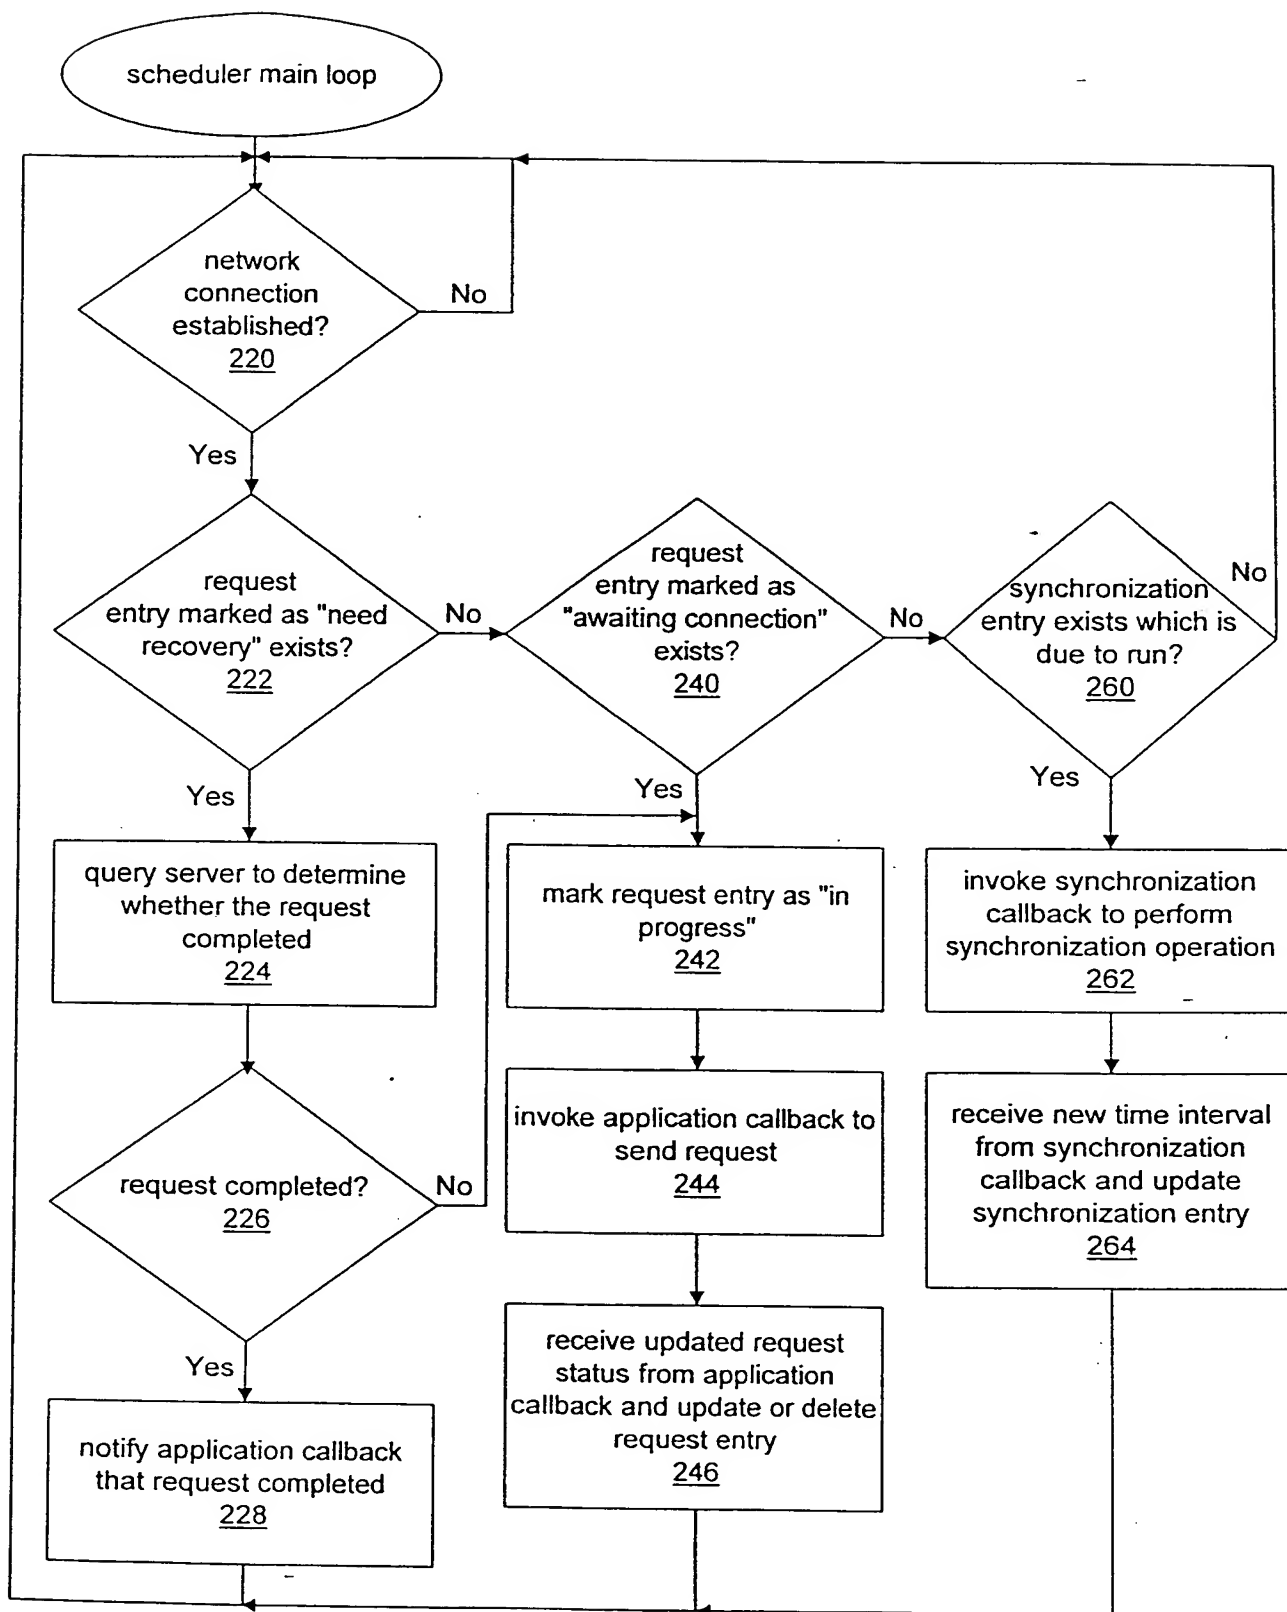 scheduler main loop
network
connection
established?
220
No
Yes
request
entry marked as "need
recovery" exists?
222
No
request
entry marked as
"awaiting connection"
exists?
240
No
synchronization
entry exists which is
due to run?
260
No
Yes
query server to determine
whether the request
completed
224
Yes
mark request entry as "in
progress"
242
Yes
invoke synchronization
callback to perform
synchronization operation
262
request completed?
226
No
invoke application callback to
send request
244
receive new time interval
from synchronization
callback and update
synchronization entry
264
Yes
notify application callback
that request completed
228
receive updated request
status from application
callback and update or delete
request entry
246